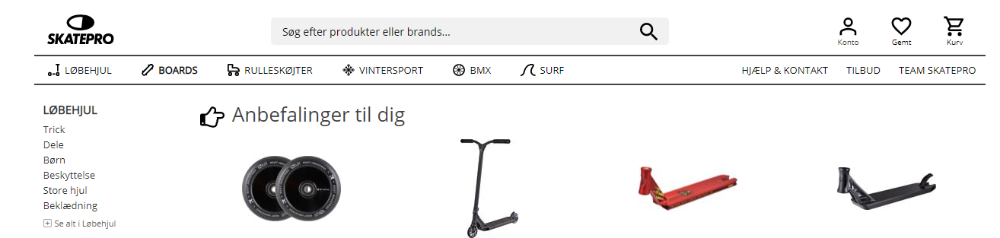 SKATEPRO
Søg efter produkter eller brands...
Konto
Gemt
Kurv
LØBEHJUL
BOARDS
RULLESKØJTER
VINTERSPORT
BMX
SURF
HJÆLP & KONTAKT
TILBUD
TEAM SKATEPRO
LØBEHJUL
Trick
Dele
Børn
Beskyttelse
Store hjul
Beklædning
Se alt i Løbehjul
Anbefalinger til dig